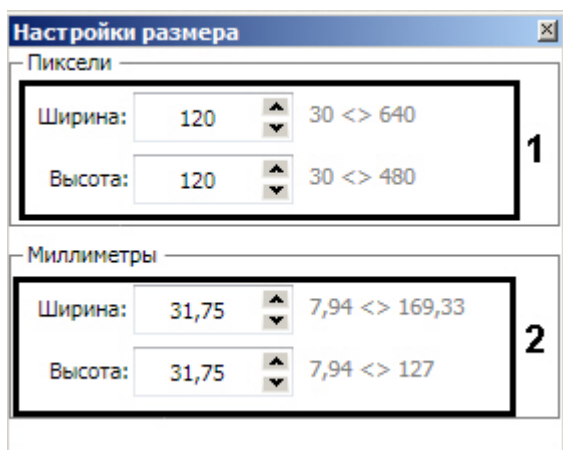 Настройки размера
Пиксели
Ширина: 120 30 <> 640
1
Высота: 120 30 <> 480
Миллиметры
Ширина: 31,75 7,94 <> 169,33
2
Высота: 31,75 7,94 <> 127